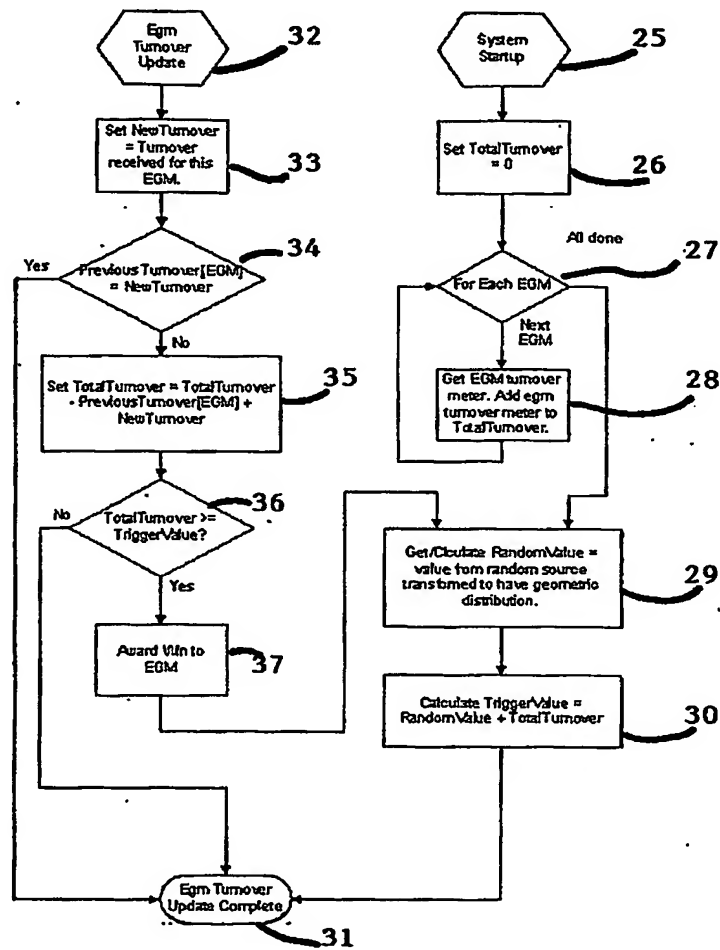 Egm
Turnover
Update
32
Set NewTurnover
= Turnover
received for this
EGM.
33
34
Yes
PreviousTurnover[EGM]
= NewTurnover
No
Set TotalTurnover = TotalTurnover
- PreviousTurnover[EGM] +
NewTurnover
35
36
No
TotalTurnover >=
TriggerValue?
Yes
Award Win to
EGM
37
System
Startup
25
Set TotalTurnover
= 0
26
All done
27
For Each EGM
Next
EGM
Get EGM turnover
meter. Add egm
turnover meter to
TotalTurnover.
28
Get/Clculate RandomValue =
value from random source
transformed to have geometric
distribution.
29
Calculate TriggerValue =
RandomValue + TotalTurnover
30
Egm Turnover
Update Complete
31